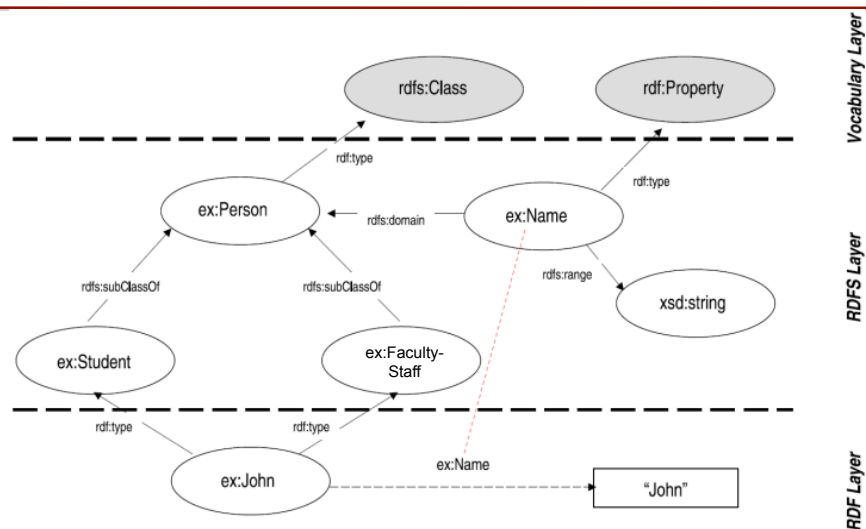 Vocabulary Layer
rdfs:Class
rdf:Property
rdf:type
rdf:type
ex:Person
ex:Name
rdfs:domain
RDFS Layer
rdfs:subClassOf
rdfs:subClassOf
rdfs:range
xsd:string
ex:Student
ex:Faculty-
Staff
rdf:type
rdf:type
ex:Name
ex:John
“John”
RDF Layer